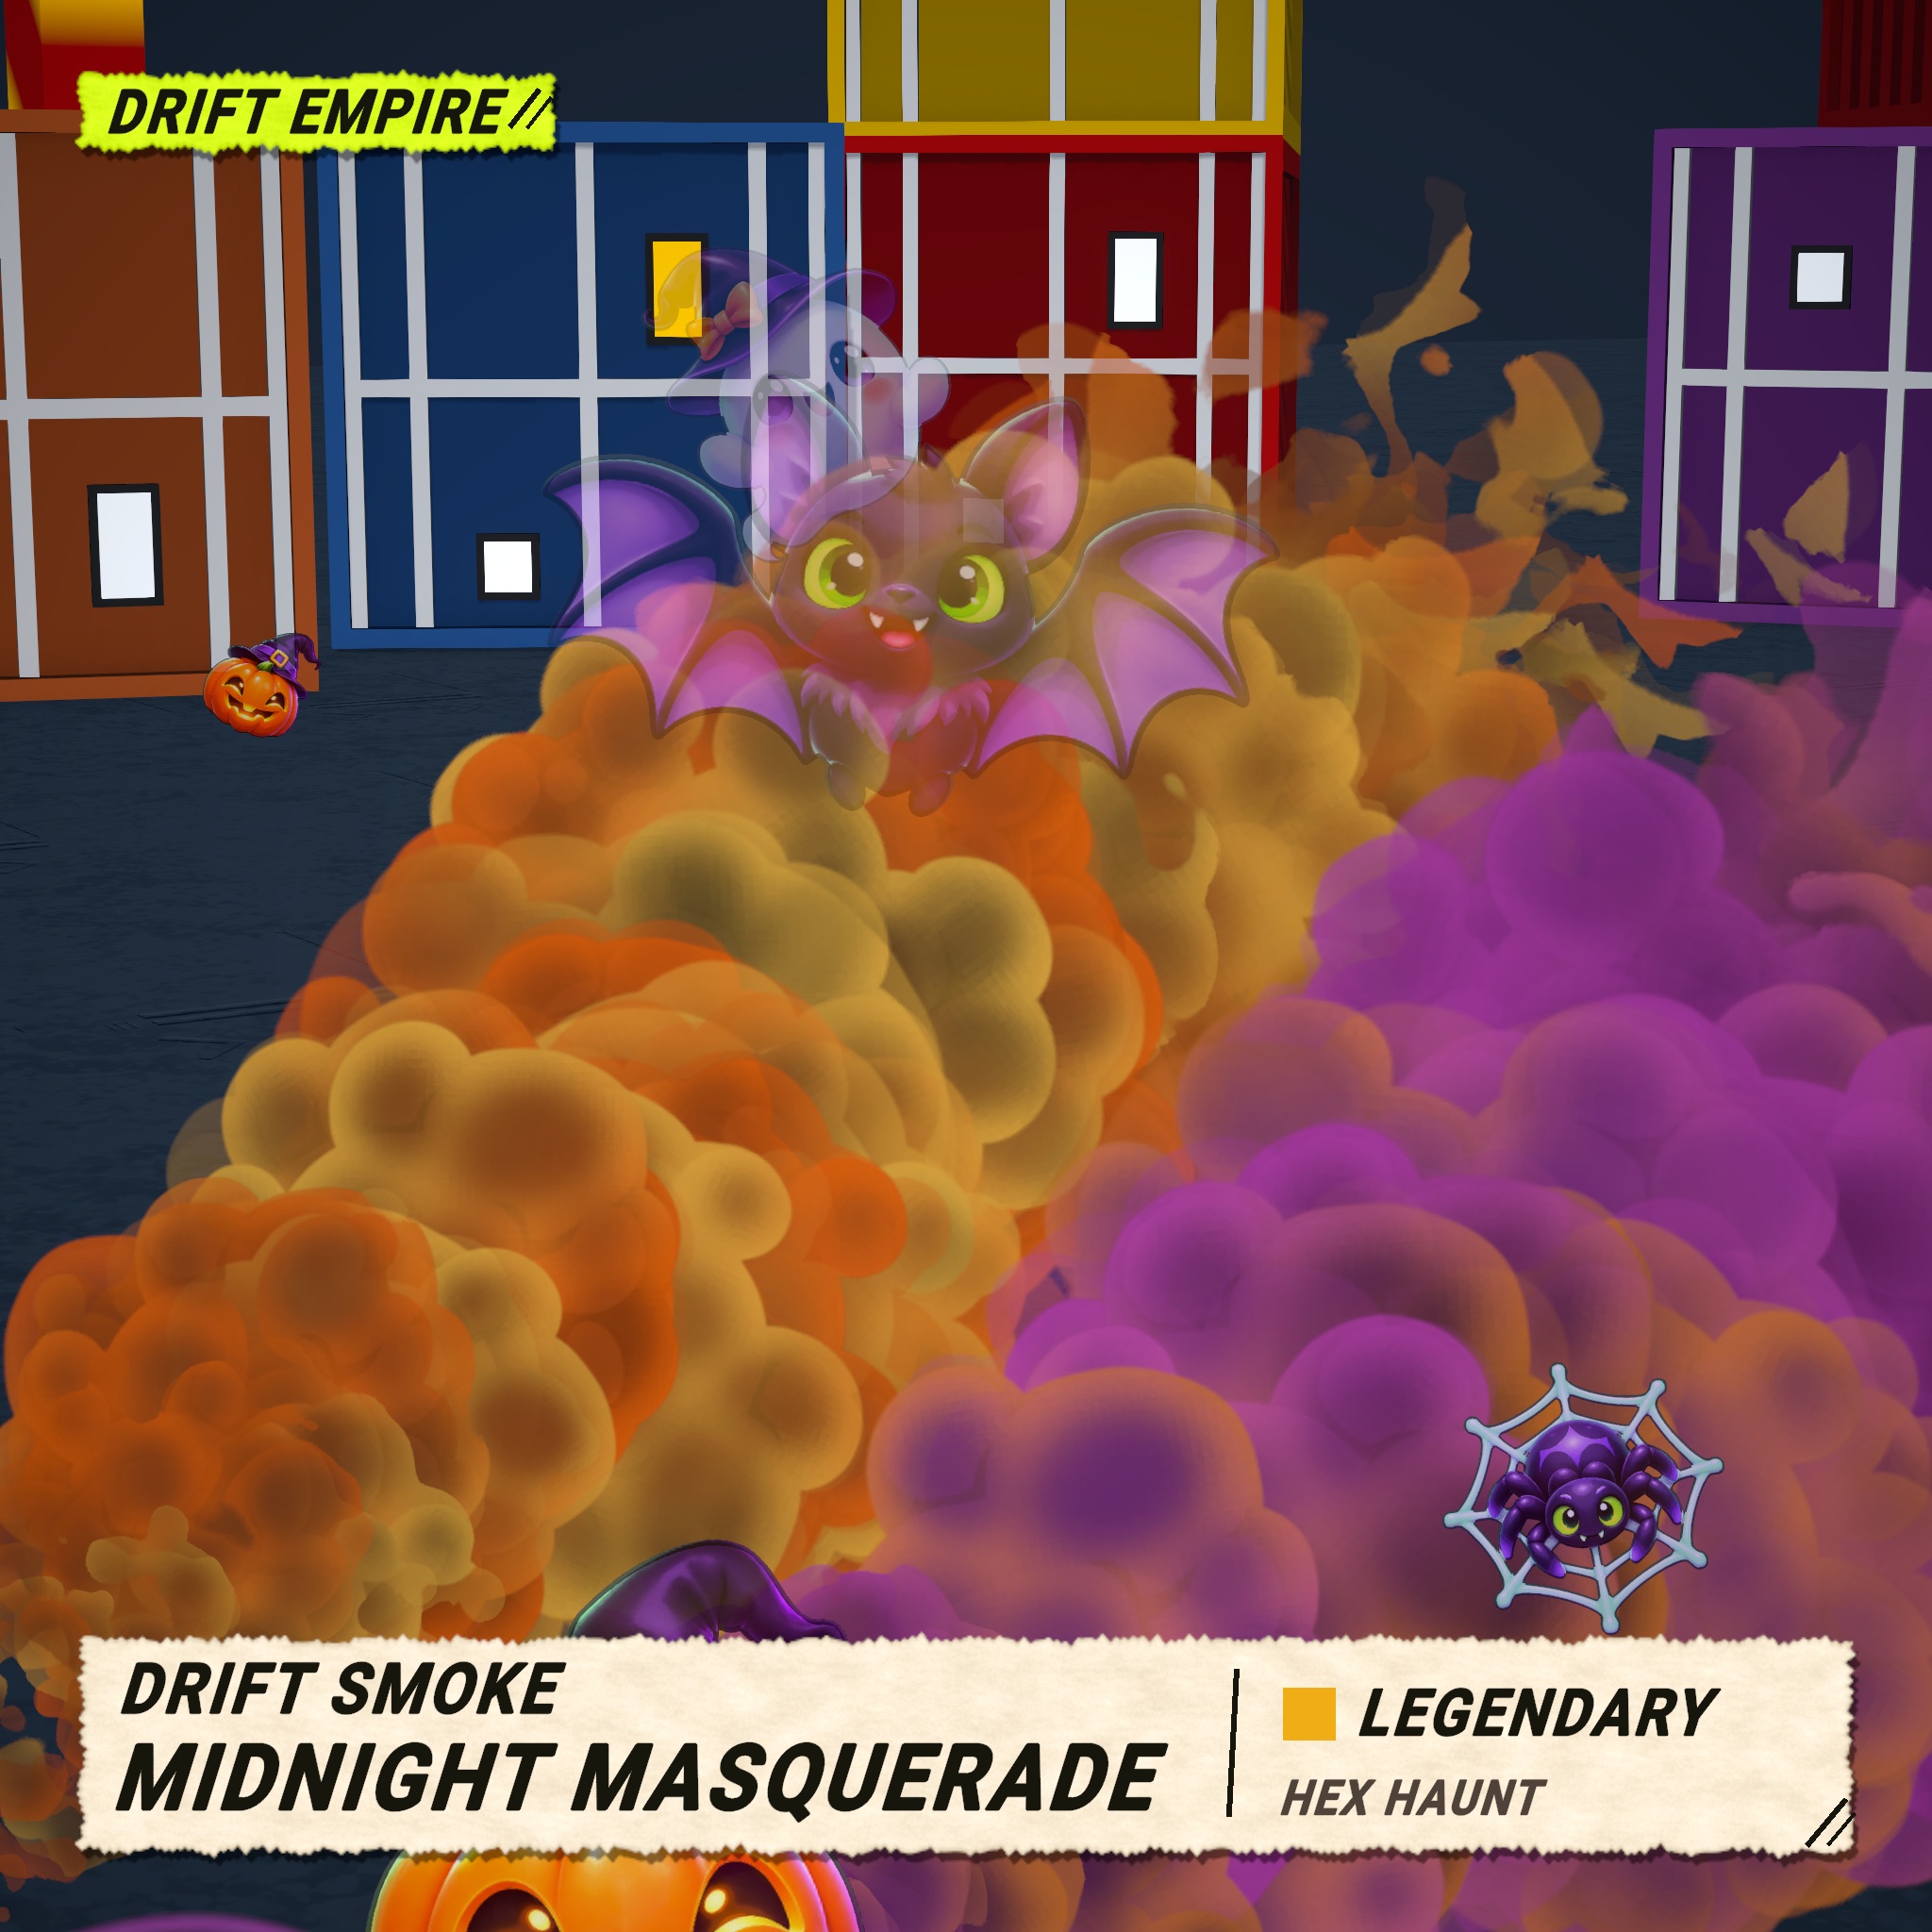 DRIFT EMPIRE//
DRIFT SMOKE
MIDNIGHT MASQUERADE
LEGENDARY
HEX HAUNT